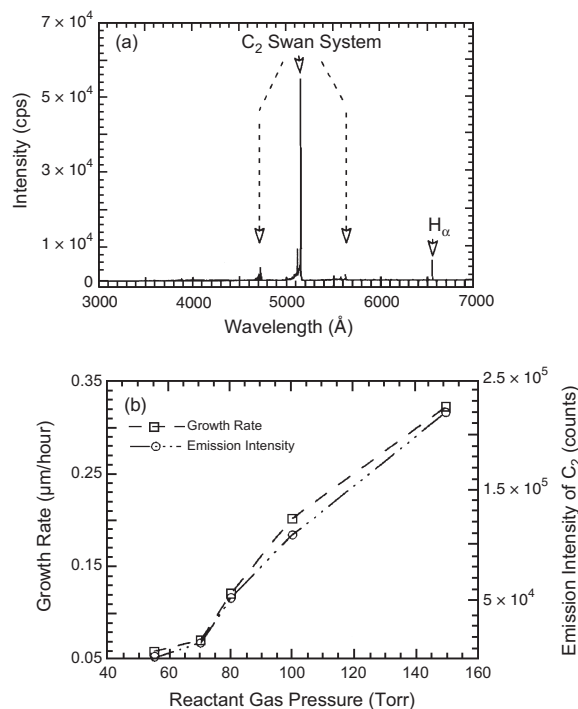 (a)
C₂ Swan System
7 × 10⁴
5 × 10⁴
3 × 10⁴
1 × 10⁴
0
Intensity (cps)
Hα
3000 4000 5000 6000 7000
Wavelength (Å)
(b)
Growth Rate
Emission Intensity
0.35
0.25
0.15
0.05
Growth Rate (μm/hour)
2.5 × 10⁵
1.5 × 10⁵
5 × 10⁴
Emission Intensity of C₂ (counts)
40 60 80 100 120 140 160
Reactant Gas Pressure (Torr)